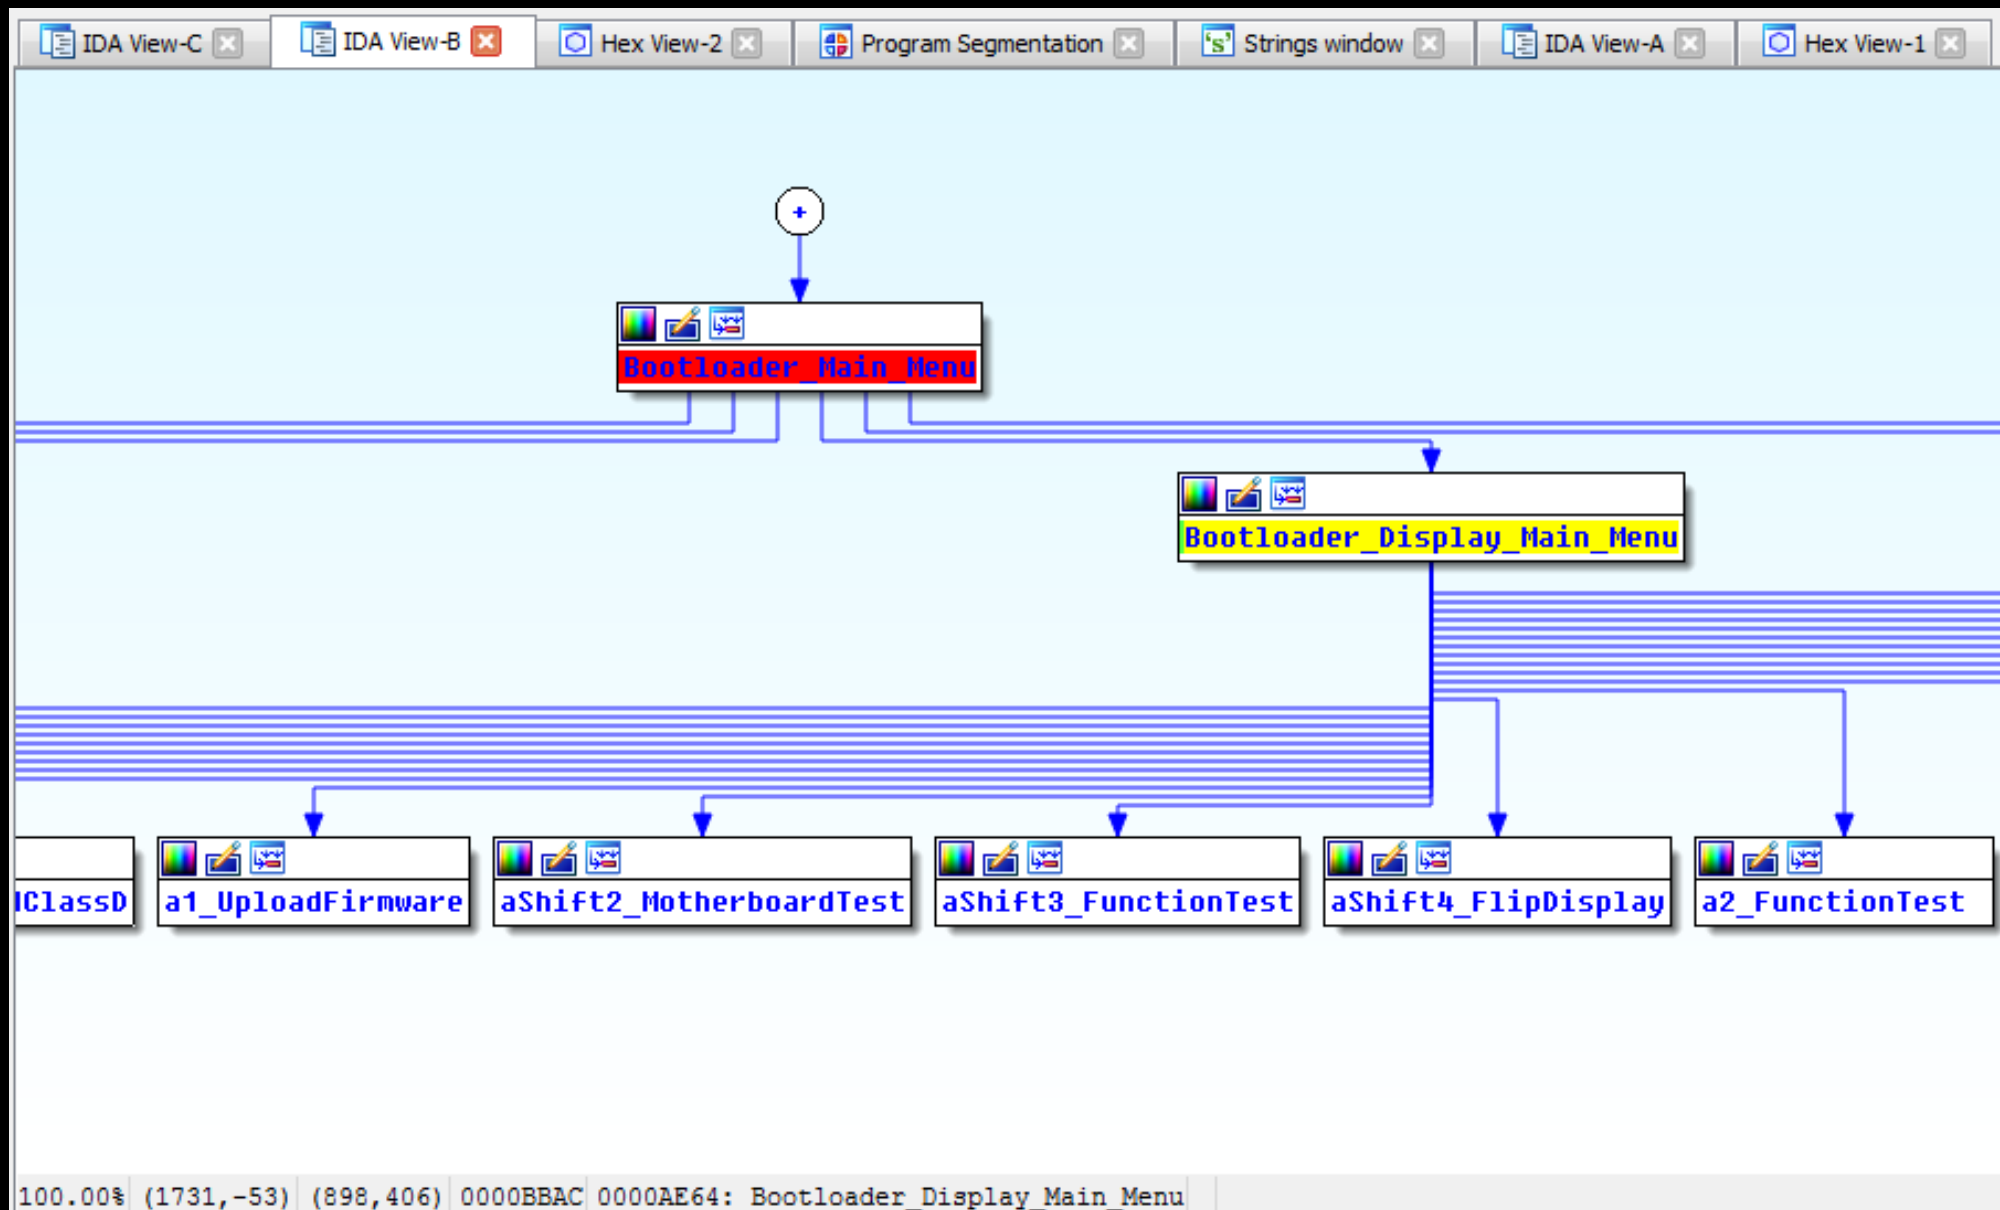 IDA View-C
IDA View-B
Hex View-2
Program Segmentation
's'
Strings window
IDA View-A
Hex View-1
+
Bootloader_Main_Menu
Bootloader_Display_Main_Menu
ClassD
a1_UploadFirmware
aShift2_MotherboardTest
aShift3_FunctionTest
aShift4_FlipDisplay
a2_FunctionTest
100.00% (1731,-53) (898,406) 0000BBAC 0000AE64: Bootloader_Display_Main_Menu